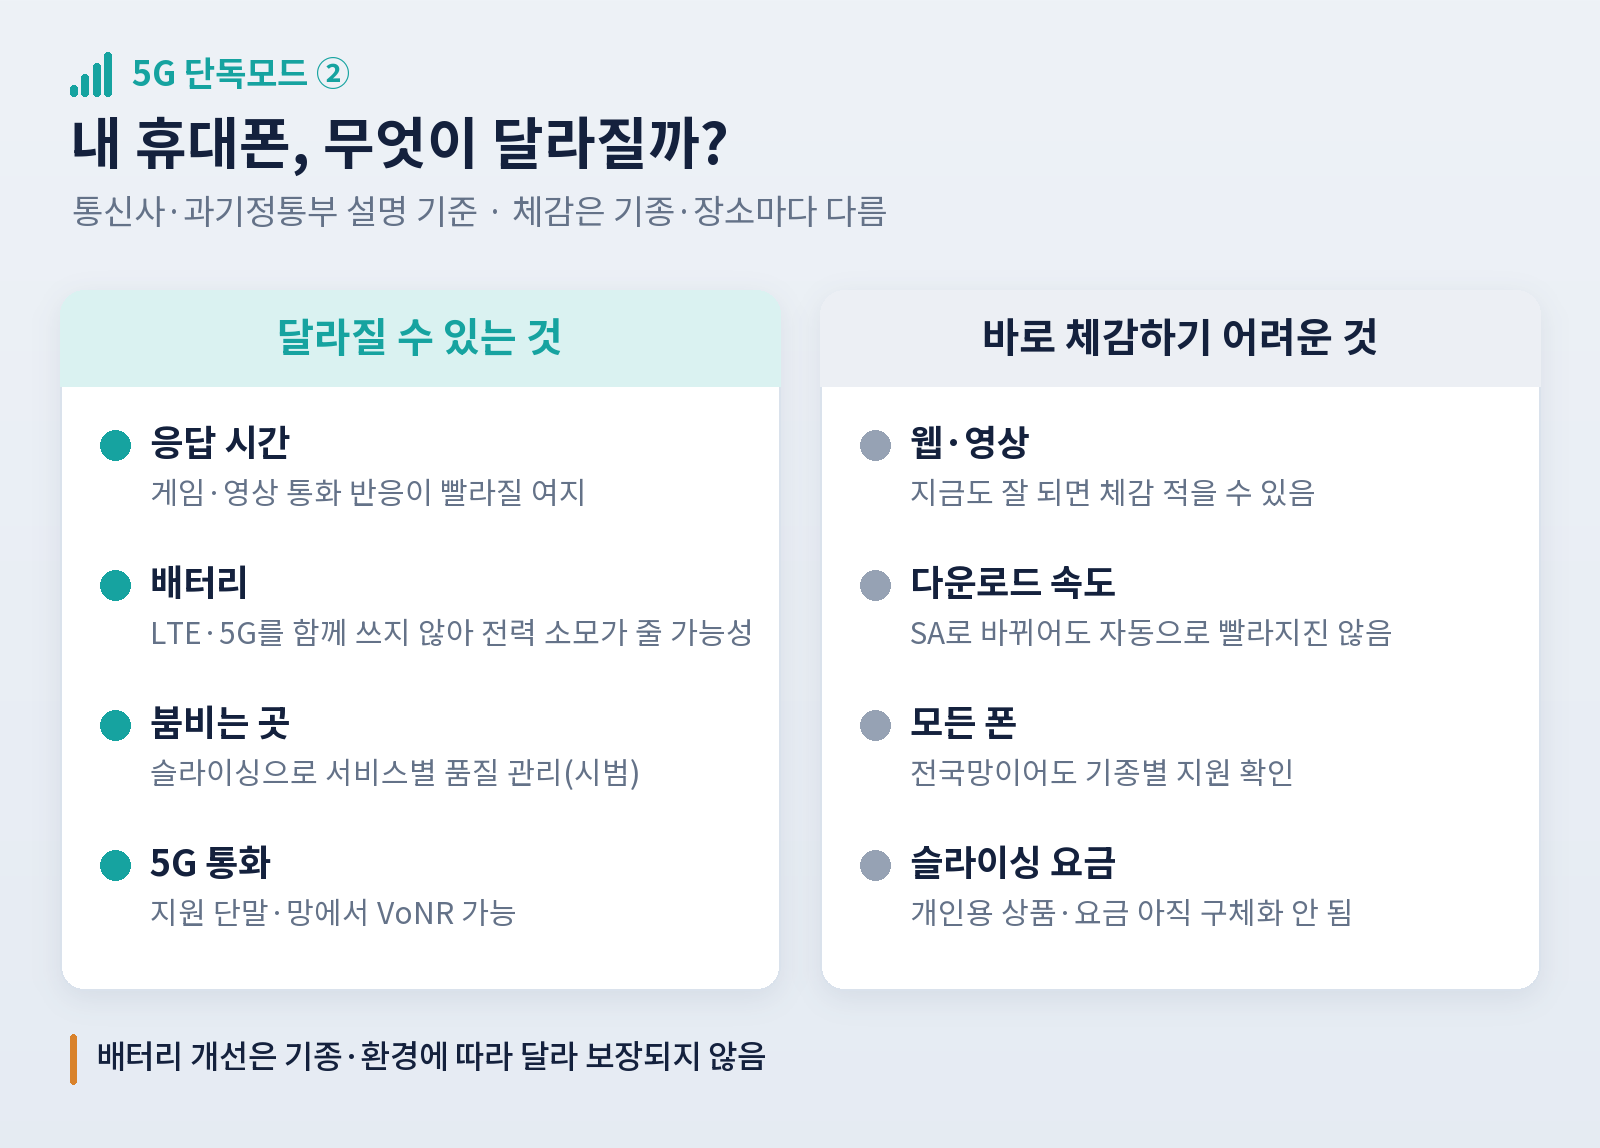 5G 단독모드 ②
내 휴대폰, 무엇이 달라질까?
통신사·과기정통부 설명 기준 · 체감은 기종·장소마다 다름
달라질 수 있는 것
응답 시간
게임·영상 통화 반응이 빨라질 여지
배터리
LTE·5G를 함께 쓰지 않아 전력 소모가 줄 가능성
붐비는 곳
슬라이싱으로 서비스별 품질 관리(시범)
5G 통화
지원 단말·망에서 VoNR 가능
바로 체감하기 어려운 것
웹·영상
지금도 잘 되면 체감 적을 수 있음
다운로드 속도
SA로 바뀌어도 자동으로 빨라지진 않음
모든 폰
전국망이어도 기종별 지원 확인
슬라이싱 요금
개인용 상품·요금 아직 구체화 안 됨
배터리 개선은 기종·환경에 따라 달라 보장되지 않음